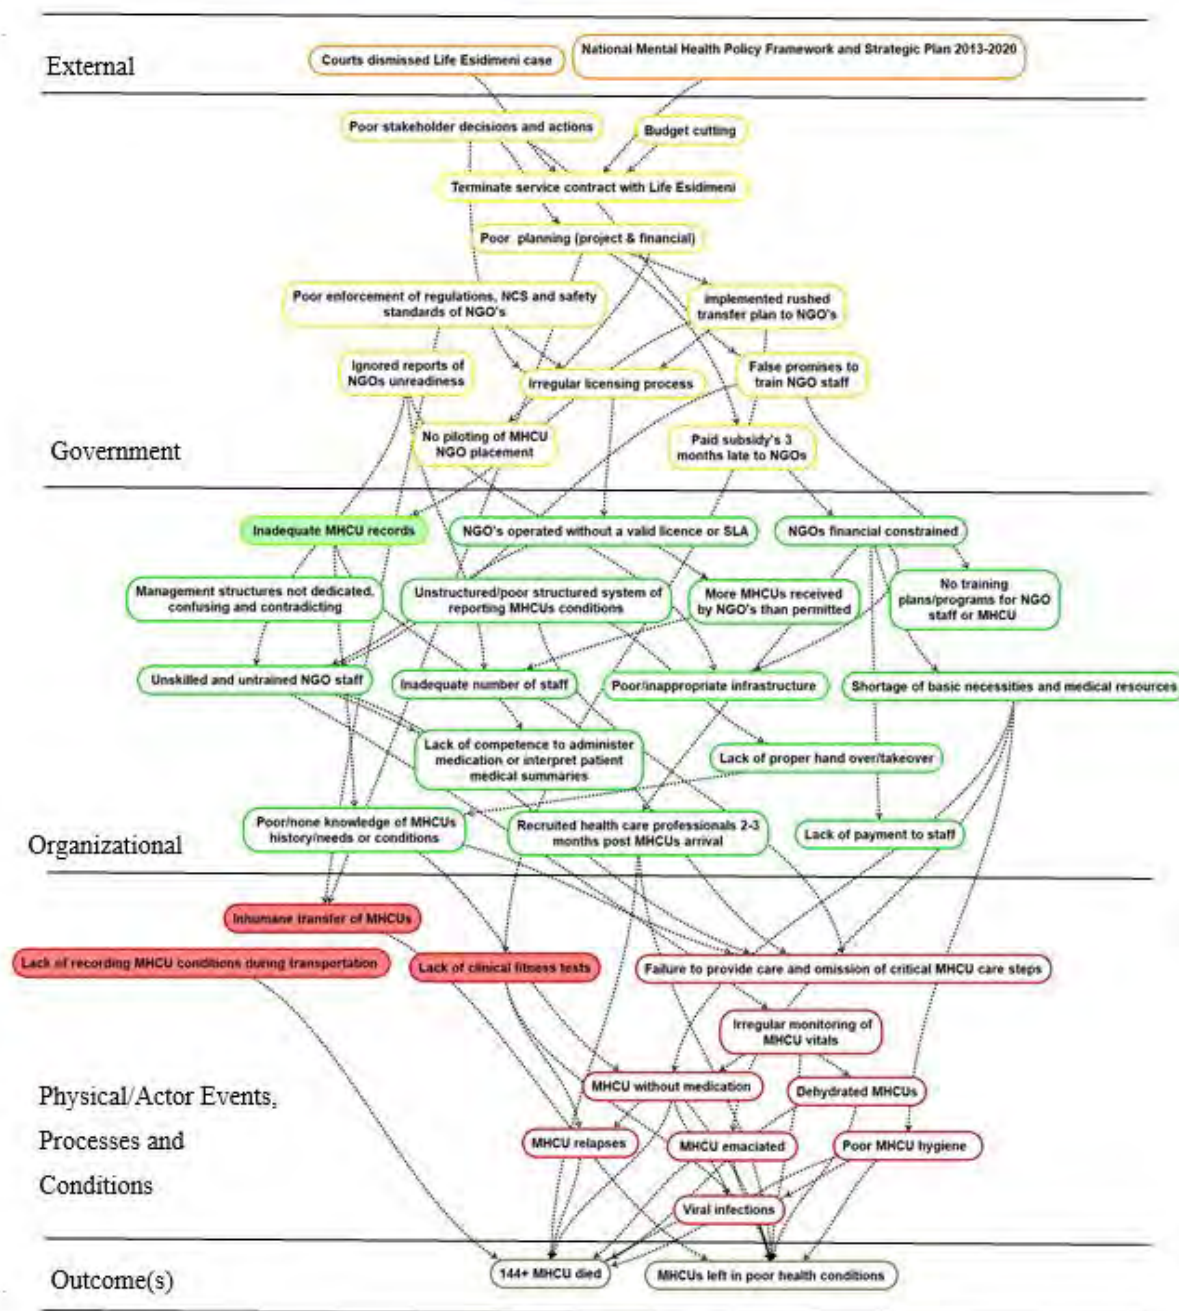 External
Courts dismissed Life Esidimeni case
National Mental Health Policy Framework and Strategic Plan 2013-2020
Poor stakeholder decisions and actions
Budget cutting
Terminate service contract with Life Esidimeni
Poor planning (project & financial)
Poor enforcement of regulations, NCS and safety
standards of NGO's
implemented rushed
transfer plan to NGO's
Ignored reports of
NGOs unreadiness
Irregular licensing process
False promises to
train NGO staff
Government
No piloting of MHCU
NGO placement
Paid subsidy's 3
months late to NGOs
Inadequate MHCU records
NGO's operated without a valid licence or SLA
NGOs financial constrained
Management structures not dedicated,
confusing and contradicting
Unstructured/poor structured system of
reporting MHCUs conditions
More MHCUs received
by NGO's than permitted
No training
plans/programs for NGO
staff or MHCU
Unskilled and untrained NGO staff
Inadequate number of staff
Poor/inappropriate infrastructure
Shortage of basic necessities and medical resources
Lack of competence to administer
medication or interpret patient
medical summaries
Lack of proper hand over/takeover
Organizational
Poor/none knowledge of MHCUs
history/needs or conditions
Recruited health care professionals 2-3
months post MHCUs arrival
Lack of payment to staff
Inhumane transfer of MHCUs
Lack of recording MHCU conditions during transportation
Lack of clinical fitness tests
Failure to provide care and omission of critical MHCU care steps
Irregular monitoring of
MHCU vitals
Physical/Actor Events,
Processes and
Conditions
MHCU without medication
Dehydrated MHCUs
MHCU relapses
MHCU emaciated
Poor MHCU hygiene
Viral infections
Outcome(s)
144+ MHCU died
MHCUs left in poor health conditions